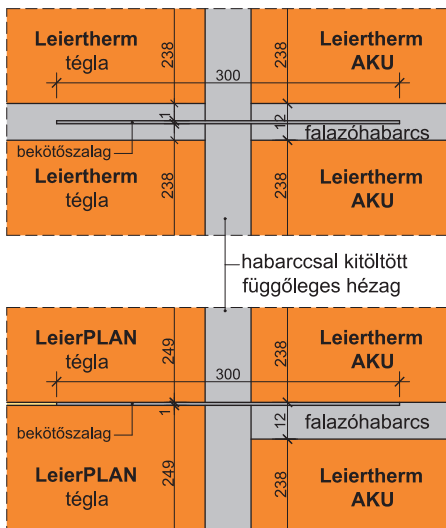 Leiertherm
tégla
238
238
Leiertherm
AKU
300
1
12
falazóhabarcs
bekötőszalag
Leiertherm
tégla
238
238
Leiertherm
AKU
habarccsal kitöltött
függőleges hézag
LeierPLAN
tégla
249
238
Leiertherm
AKU
300
1
bekötőszalag
12
falazóhabarcs
LeierPLAN
tégla
249
238
Leiertherm
AKU